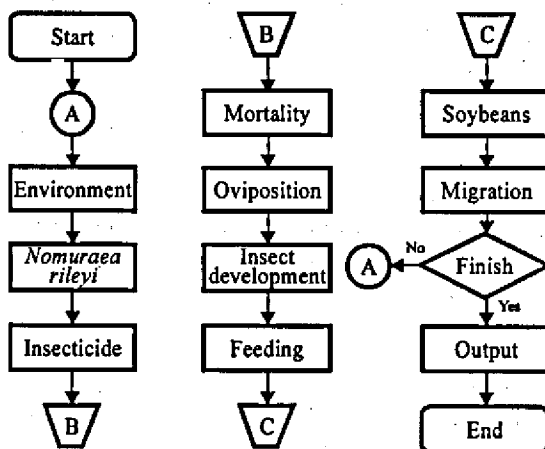 Start
A
Environment
Nomuraea
rileyi
Insecticide
B
B
Mortality
Oviposition
Insect
development
Feeding
C
C
Soybeans
Migration
No
A
Finish
Yes
Output
End